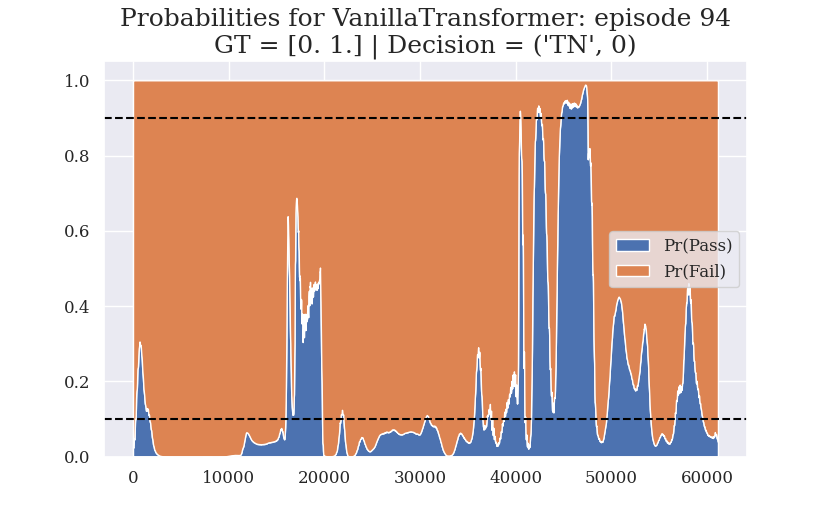 Probabilities for VanillaTransformer: episode 94
GT = [0. 1.] | Decision = ('TN', 0)
1.0
0.8
0.6
0.4
0.2
0.0
Pr(Pass)
Pr(Fail)
0 10000 20000 30000 40000 50000 60000